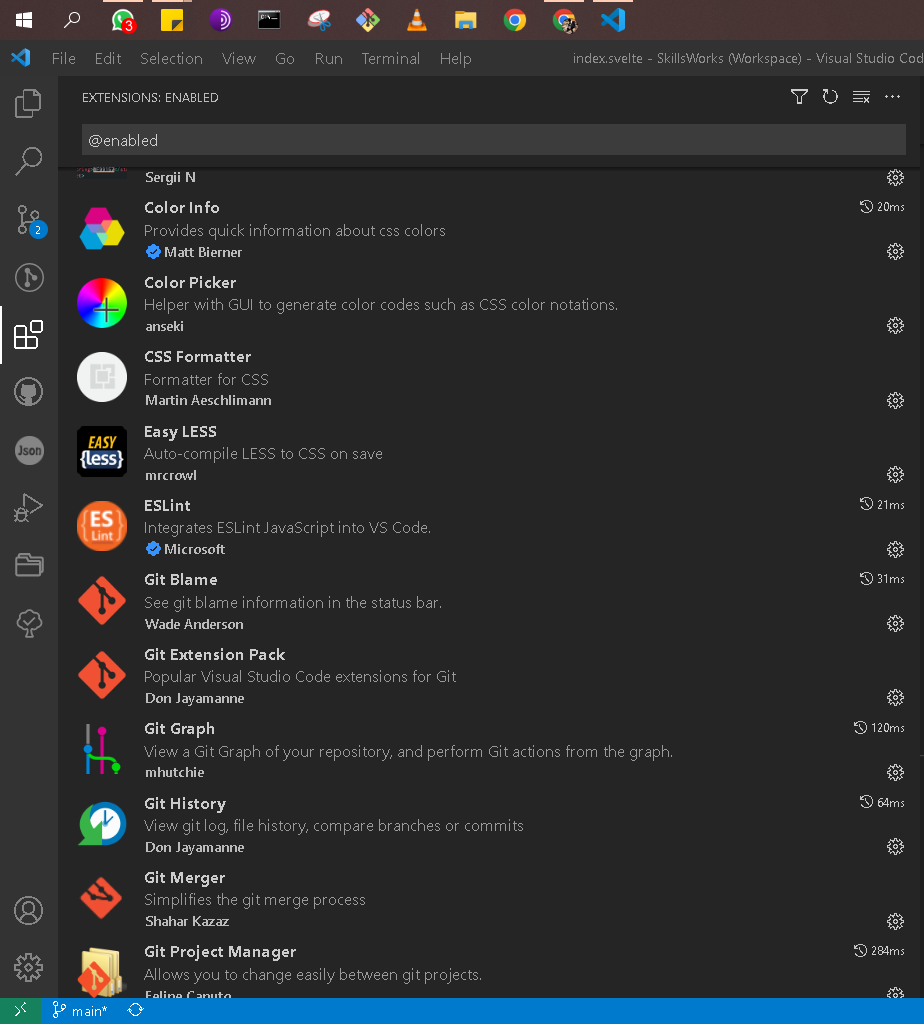 3
File Edit Selection View Go Run Terminal Help index.svelte - SkillsWorks (Workspace) - Visual Studio Cod
EXTENSIONS: ENABLED
@enabled
Sergii N
Color Info 20ms
Provides quick information about css colors
Matt Bierner
Color Picker
Helper with GUI to generate color codes such as CSS color notations.
anseki
CSS Formatter
Formatter for CSS
Martin Aeschlimann
EASY
{less}
Easy LESS
Auto-compile LESS to CSS on save
mrcrowl
ES
Lint
ESLint 21ms
Integrates ESLint JavaScript into VS Code.
Microsoft
Git Blame 31ms
See git blame information in the status bar.
Wade Anderson
Git Extension Pack
Popular Visual Studio Code extensions for Git
Don Jayamanne
Git Graph 120ms
View a Git Graph of your repository, and perform Git actions from the graph.
mhutchie
Git History 64ms
View git log, file history, compare branches or commits
Don Jayamanne
Git Merger
Simplifies the git merge process
Shahar Kazaz
Git Project Manager 284ms
Allows you to change easily between git projects.
Felipe Caputo
2
Json
main*